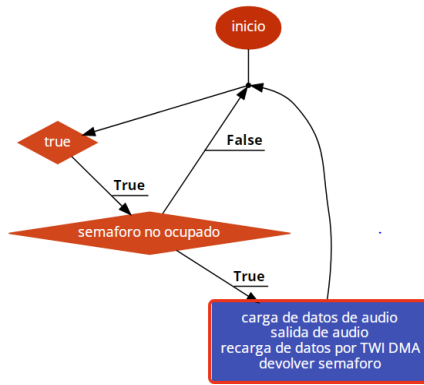 inicio
true
False
True
semaforo no ocupado
True
carga de datos de audio
salida de audio
recarga de datos por TWI DMA
devolver semaforo